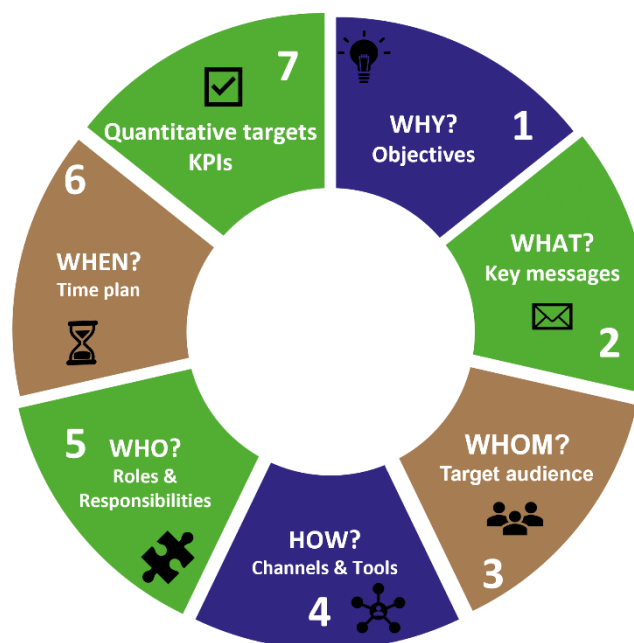 1
WHY?
Objectives
2
WHAT?
Key messages
3
WHOM?
Target audience
4
HOW?
Channels & Tools
5
WHO?
Roles &
Responsibilities
6
WHEN?
Time plan
7
Quantitative targets
KPIs